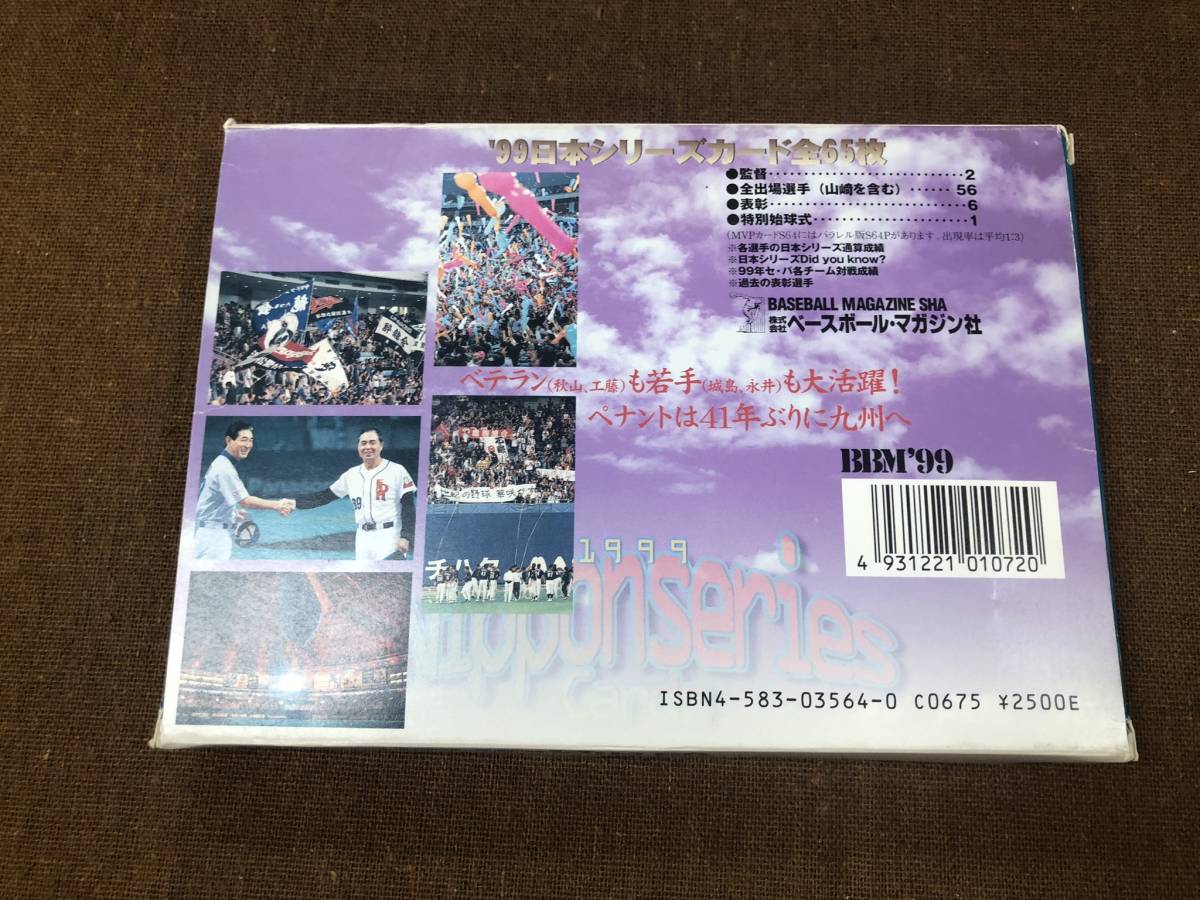 '99日本シリーズカード全65枚
●監督････････････････････････････2
●全出場選手（山﨑を含む）･･････56
●表彰････････････････････････････6
●特別始球式･･････････････････････1
(MVPカードS64にはパラレル版S64Pがあります。出現率は平均1:3)
※各選手の日本シリーズ通算成績
※日本シリーズDid you know?
※99年セ・パ各チーム対戦成績
※過去の表彰選手
BASEBALL MAGAZINE SHA
株式会社 ベースボール・マガジン社
ベテラン(秋山、工藤)も若手(城島、永井)も大活躍！
ペナントは41年ぶりに九州へ
BBM'99
4 931221 010720
1999
nipponseries
ISBN4-583-03564-0 C0675 ¥2500E